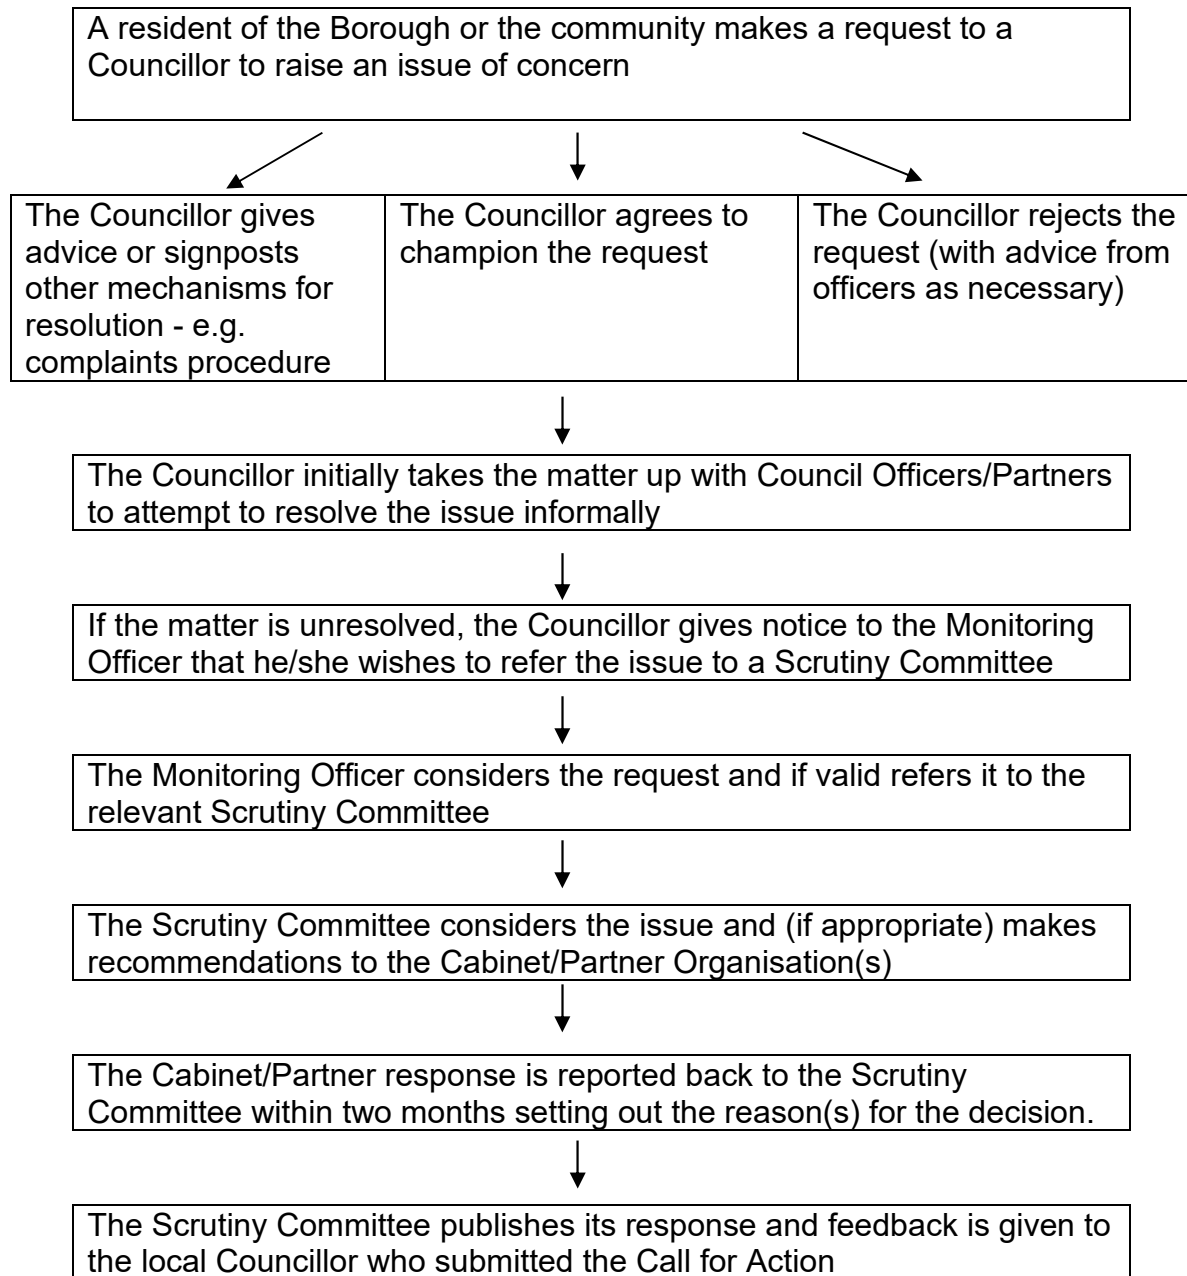 A resident of the Borough or the community makes a request to a
Councillor to raise an issue of concern
The Councillor gives
advice or signposts
other mechanisms for
resolution - e.g.
complaints procedure
The Councillor agrees to
champion the request
The Councillor rejects the
request (with advice from
officers as necessary)
The Councillor initially takes the matter up with Council Officers/Partners
to attempt to resolve the issue informally
If the matter is unresolved, the Councillor gives notice to the Monitoring
Officer that he/she wishes to refer the issue to a Scrutiny Committee
The Monitoring Officer considers the request and if valid refers it to the
relevant Scrutiny Committee
The Scrutiny Committee considers the issue and (if appropriate) makes
recommendations to the Cabinet/Partner Organisation(s)
The Cabinet/Partner response is reported back to the Scrutiny
Committee within two months setting out the reason(s) for the decision.
The Scrutiny Committee publishes its response and feedback is given to
the local Councillor who submitted the Call for Action